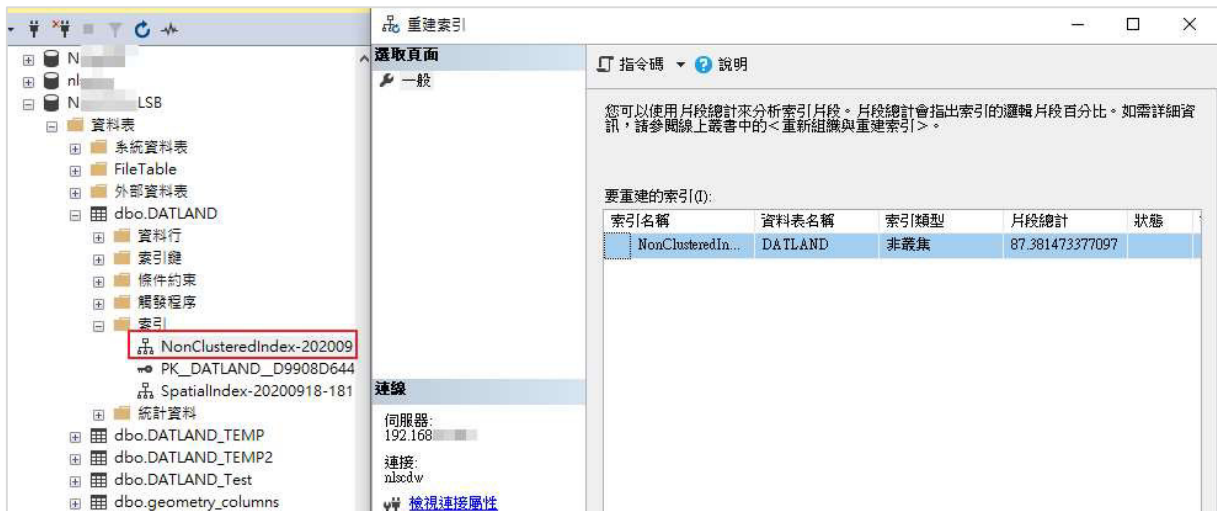 N
nl
N LSB
資料表
系統資料表
FileTable
外部資料表
dbo.DATLAND
資料行
索引鍵
條件約束
觸發程序
索引
NonClusteredIndex-202009
PK__DATLAND__D9908D644
SpatialIndex-20200918-181
統計資料
dbo.DATLAND_TEMP
dbo.DATLAND_TEMP2
dbo.DATLAND_Test
dbo.geometry_columns
重建索引
選取頁面
一般
連線
伺服器:
192.168
連接:
nlscdw
檢視連接屬性
指令碼 說明
您可以使用片段總計來分析索引片段。片段總計會指出索引的邏輯片段百分比。如需詳細資
訊，請參閱線上叢書中的<重新組織與重建索引>。
要重建的索引(I):
索引名稱 資料表名稱 索引類型 片段總計 狀態
NonClusteredIn... DATLAND 非叢集 87.381473377097